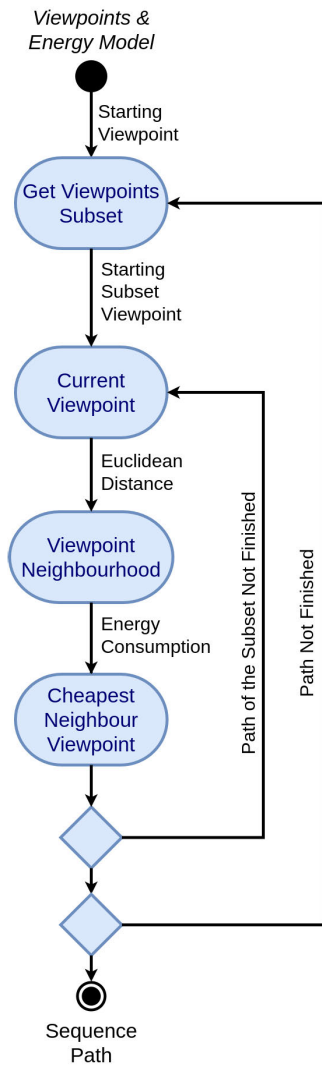 Viewpoints &
Energy Model
Starting
Viewpoint
Get Viewpoints
Subset
Starting
Subset
Viewpoint
Current
Viewpoint
Euclidean
Distance
Viewpoint
Neighbourhood
Energy
Consumption
Cheapest
Neighbour
Viewpoint
Path of the Subset Not Finished
Path Not Finished
Sequence
Path